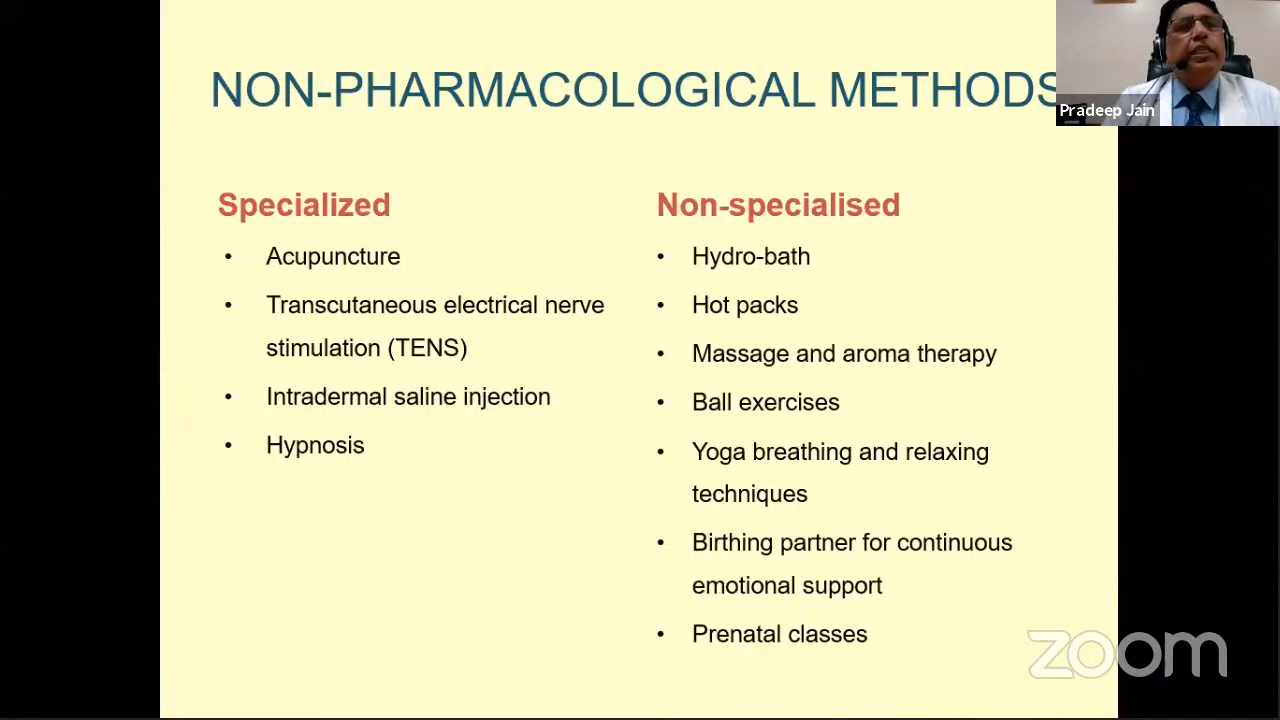 NON-PHARMACOLOGICAL METHODS
Pradeep Jain
Specialized
• Acupuncture
• Transcutaneous electrical nerve
stimulation (TENS)
• Intradermal saline injection
• Hypnosis
Non-specialised
• Hydro-bath
• Hot packs
• Massage and aroma therapy
• Ball exercises
• Yoga breathing and relaxing
techniques
• Birthing partner for continuous
emotional support
• Prenatal classes
zoom